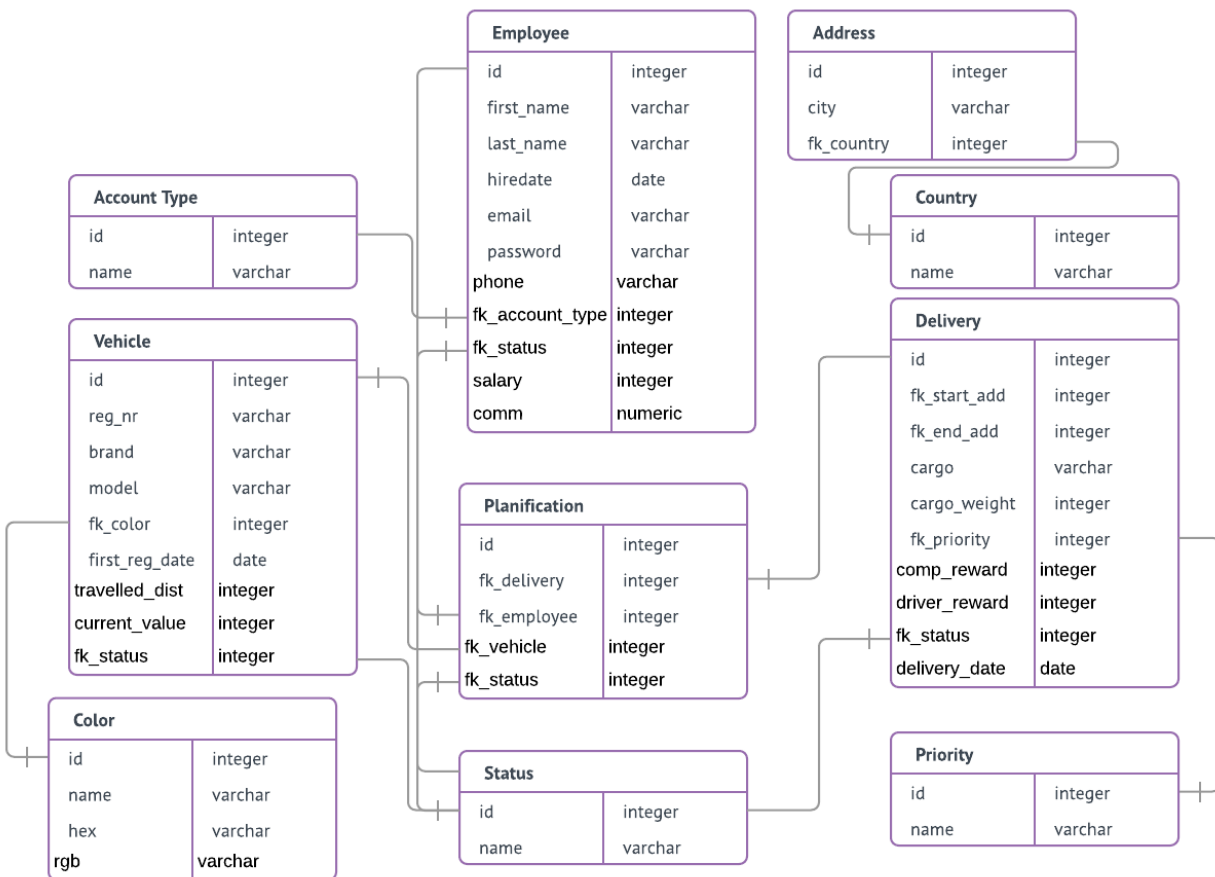 Employee
id integer
first_name varchar
last_name varchar
hiredate date
email varchar
password varchar
phone varchar
fk_account_type integer
fk_status integer
salary integer
comm numeric
Address
id integer
city varchar
fk_country integer
Account Type
id integer
name varchar
Country
id integer
name varchar
Vehicle
id integer
reg_nr varchar
brand varchar
model varchar
fk_color integer
first_reg_date date
travelled_dist integer
current_value integer
fk_status integer
Delivery
id integer
fk_start_add integer
fk_end_add integer
cargo varchar
cargo_weight integer
fk_priority integer
comp_reward integer
driver_reward integer
fk_status integer
delivery_date date
Planification
id integer
fk_delivery integer
fk_employee integer
fk_vehicle integer
fk_status integer
Color
id integer
name varchar
hex varchar
rgb varchar
Status
id integer
name varchar
Priority
id integer
name varchar